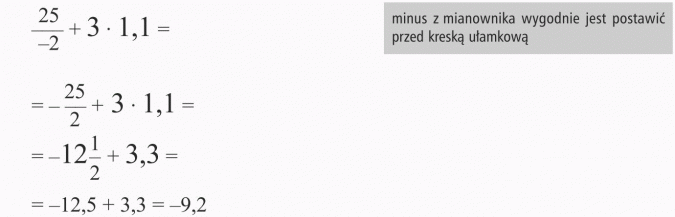 25/–2 + 3 · 1,1 =
minus z mianownika wygodnie jest postawić
przed kreską ułamkową
= –25/2 + 3 · 1,1 =
= –12 1/2 + 3,3 =
= –12,5 + 3,3 = –9,2